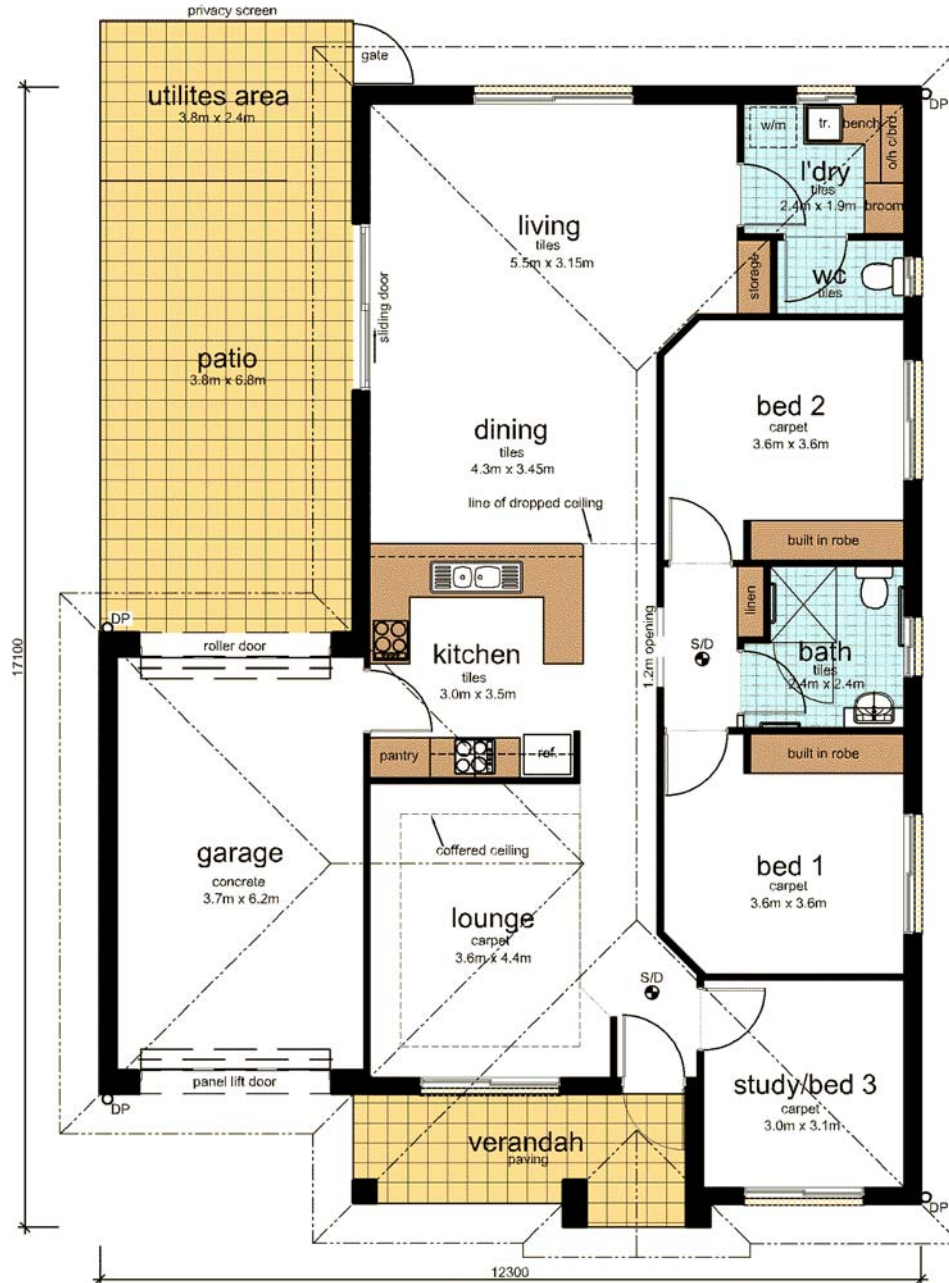 privacy screen
gate
utilites area
3.8m x 2.4m
DP
w/m
tr.
bench
o/h c/brd.
l'dry
tiles
2.4m x 1.9m
broom
living
tiles
5.5m x 3.15m
storage
wc
tiles
sliding door
patio
3.8m x 6.8m
bed 2
carpet
3.6m x 3.6m
dining
tiles
4.3m x 3.45m
line of dropped ceiling
built in robe
DP
roller door
linen
kitchen
tiles
3.0m x 3.5m
1.2m opening
S/D
bath
tiles
2.4m x 2.4m
17100
pantry
ref.
built in robe
coffered ceiling
garage
concrete
3.7m x 6.2m
bed 1
carpet
3.6m x 3.6m
lounge
carpet
3.6m x 4.4m
S/D
panel lift door
DP
study/bed 3
carpet
3.0m x 3.1m
verandah
paving
DP
12300